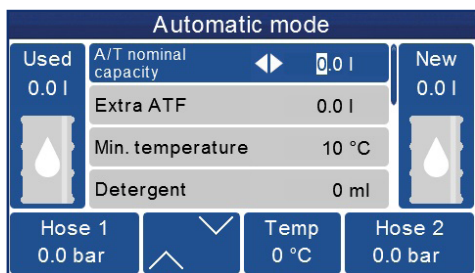 Automatic mode
Used
0.0 l
A/T nominal
capacity
0.0 l
Extra ATF
0.0 l
Min. temperature
10 °C
Detergent
0 ml
New
0.0 l
Hose 1
0.0 bar
Temp
0 °C
Hose 2
0.0 bar